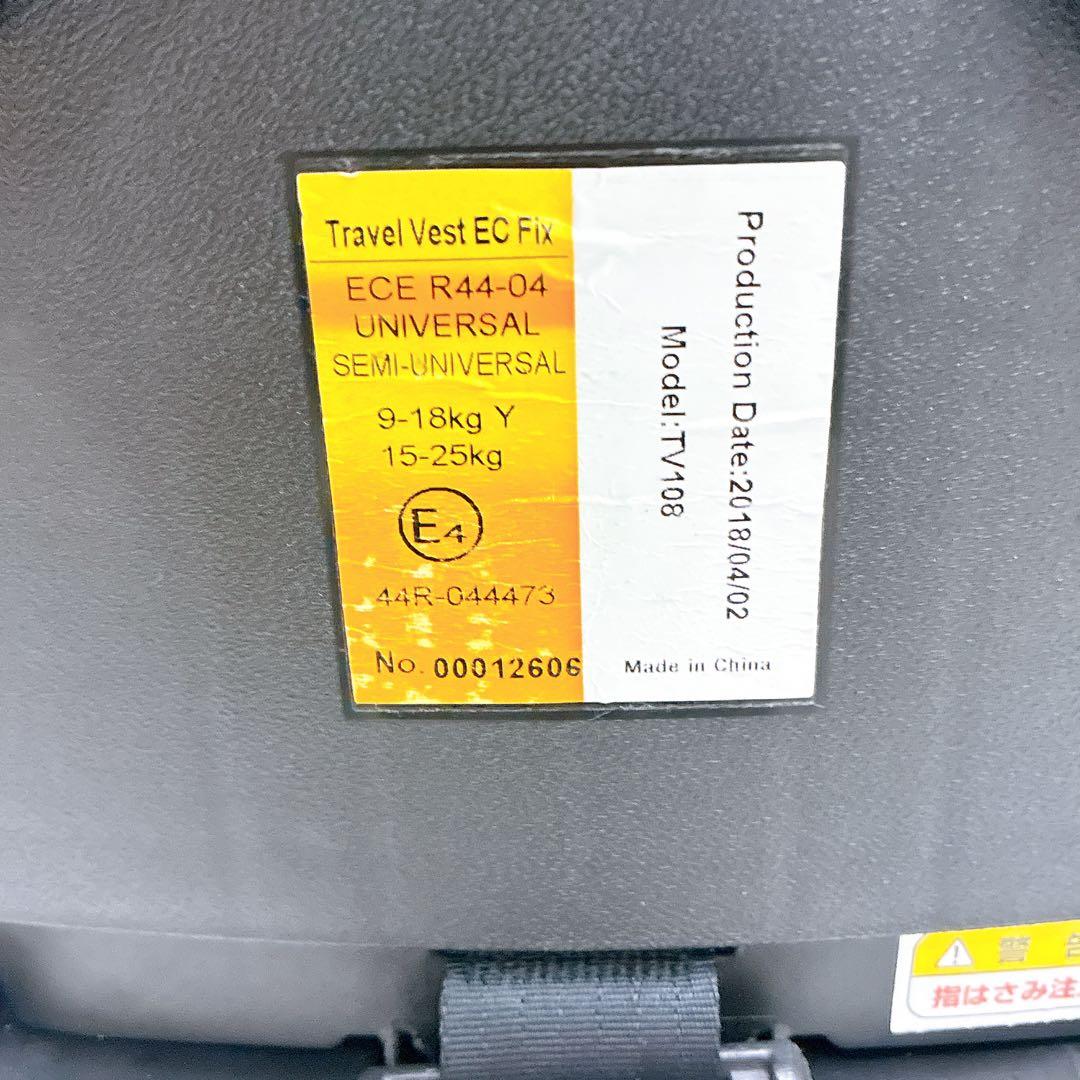 Travel Vest EC Fix
ECE R44-04
UNIVERSAL
SEMI-UNIVERSAL
9-18kg Y
15-25kg
E4
44R-044473
No. 00012606
Production Date:2018/04/02
Model:TV108
Made in China
警告
指はさみ注